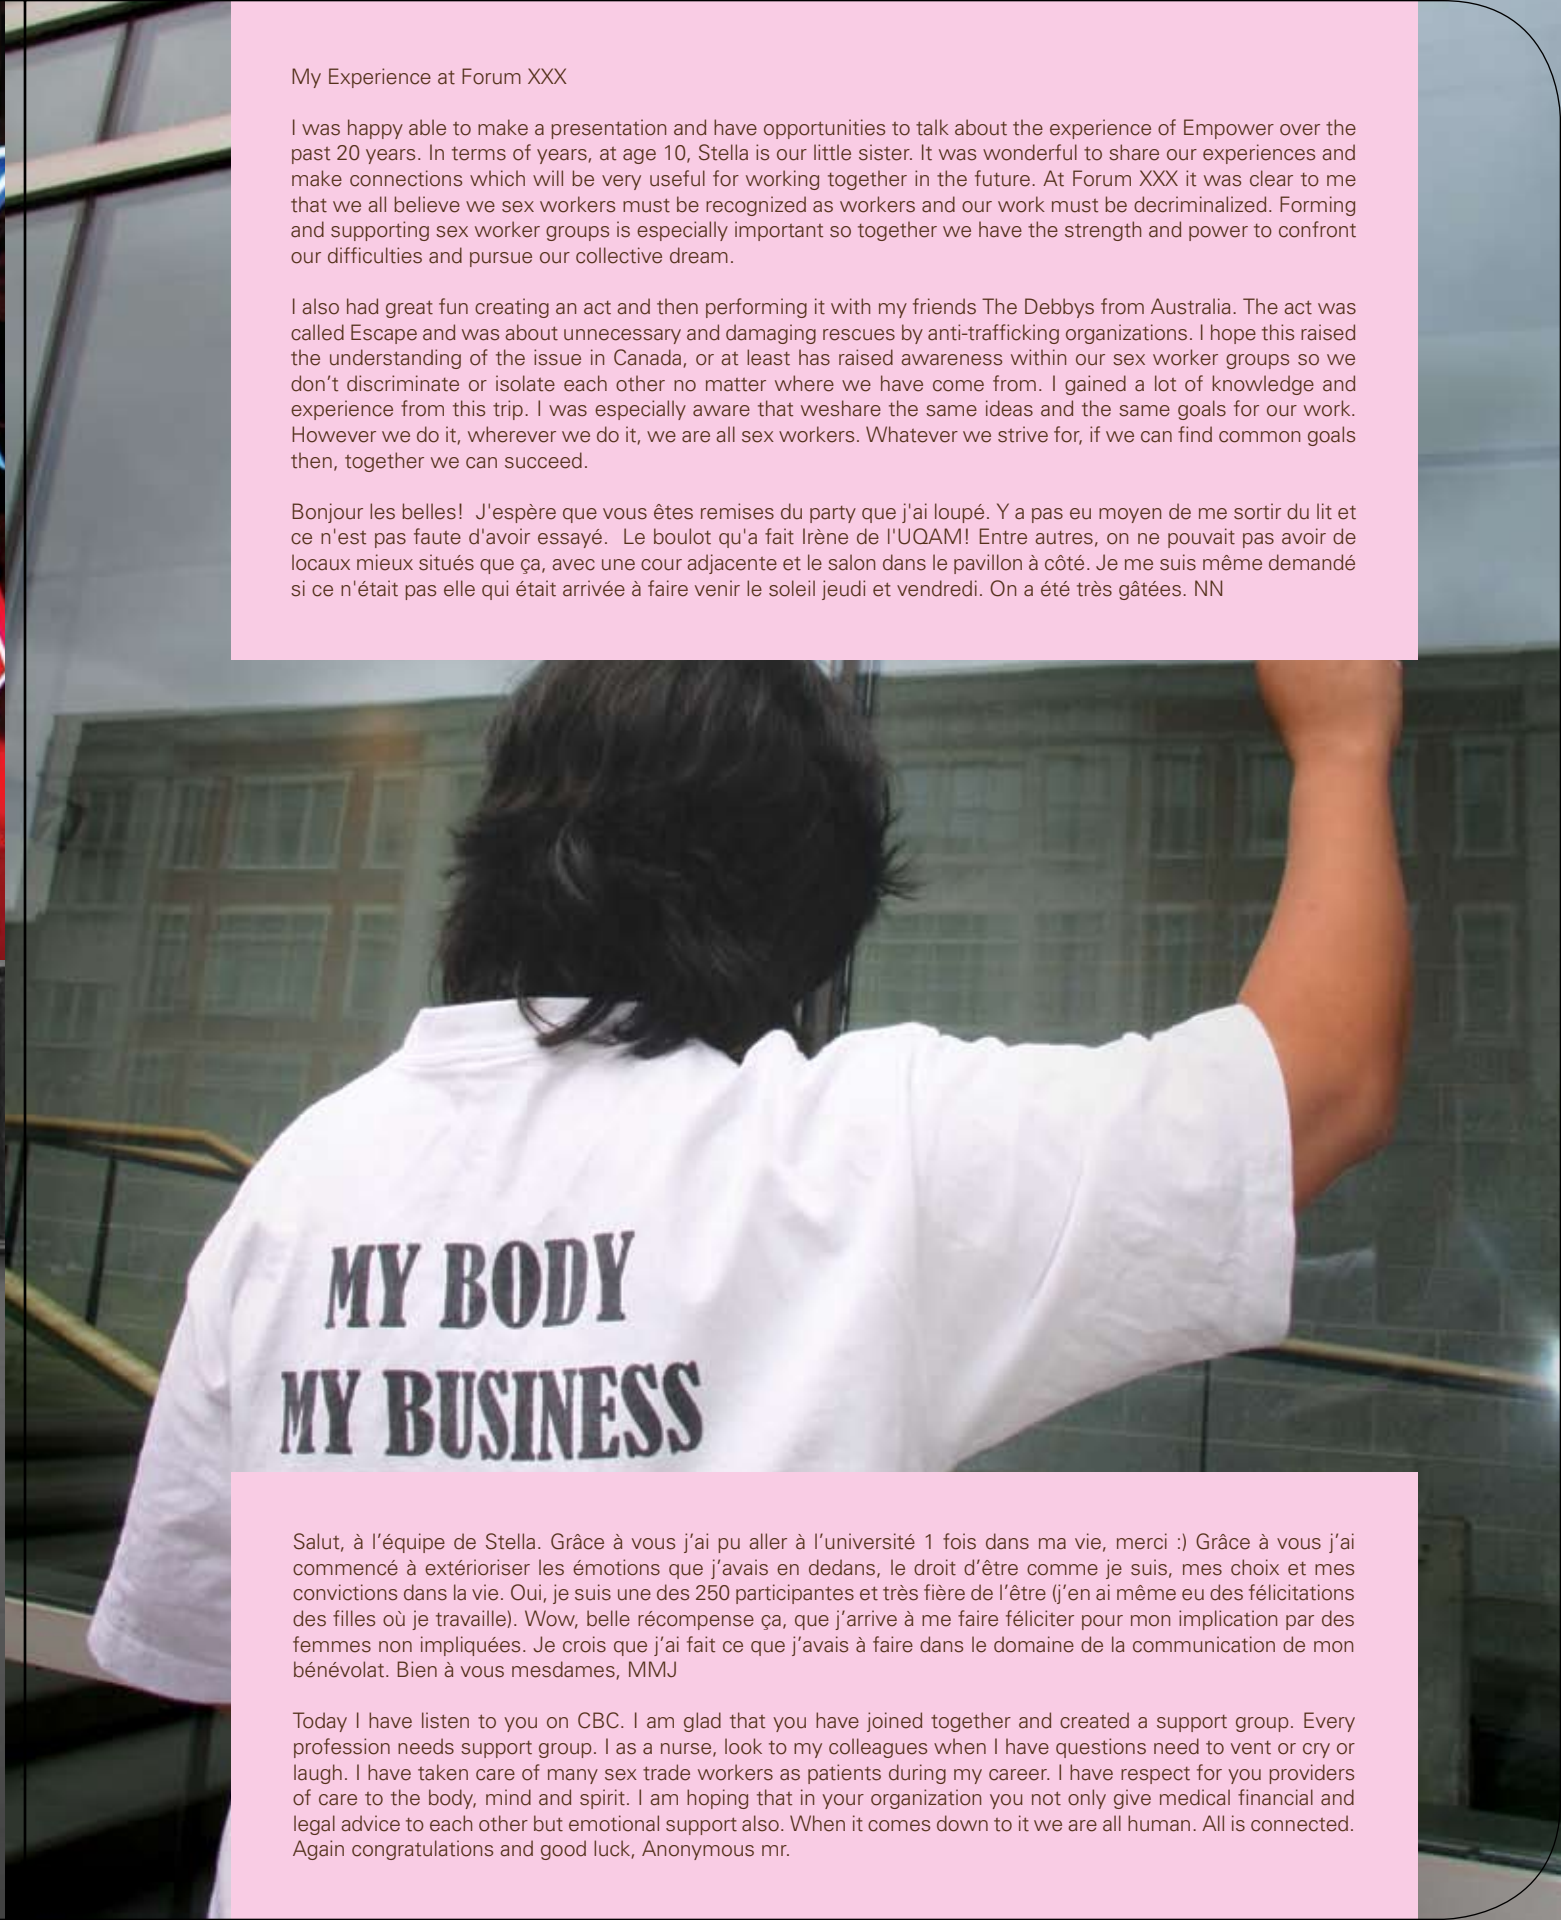 My Experience at Forum XXX
I was happy able to make a presentation and have opportunities to talk about the experience of Empower over the
past 20 years. In terms of years, at age 10, Stella is our little sister. It was wonderful to share our experiences and
make connections which will be very useful for working together in the future. At Forum XXX it was clear to me
that we all believe we sex workers must be recognized as workers and our work must be decriminalized. Forming
and supporting sex worker groups is especially important so together we have the strength and power to confront
our difficulties and pursue our collective dream.
I also had great fun creating an act and then performing it with my friends The Debbys from Australia. The act was
called Escape and was about unnecessary and damaging rescues by anti-trafficking organizations. I hope this raised
the understanding of the issue in Canada, or at least has raised awareness within our sex worker groups so we
don't discriminate or isolate each other no matter where we have come from. I gained a lot of knowledge and
experience from this trip. I was especially aware that weshare the same ideas and the same goals for our work.
However we do it, wherever we do it, we are all sex workers. Whatever we strive for, if we can find common goals
then, together we can succeed.
Bonjour les belles!  J'espère que vous êtes remises du party que j'ai loupé. Y a pas eu moyen de me sortir du lit et
ce n'est pas faute d'avoir essayé.  Le boulot qu'a fait Irène de l'UQAM! Entre autres, on ne pouvait pas avoir de
locaux mieux situés que ça, avec une cour adjacente et le salon dans le pavillon à côté. Je me suis même demandé
si ce n'était pas elle qui était arrivée à faire venir le soleil jeudi et vendredi. On a été très gâtées. NN
MY BODY
MY BUSINESS
Salut, à l'équipe de Stella. Grâce à vous j'ai pu aller à l'université 1 fois dans ma vie, merci :) Grâce à vous j'ai
commencé à extérioriser les émotions que j'avais en dedans, le droit d'être comme je suis, mes choix et mes
convictions dans la vie. Oui, je suis une des 250 participantes et très fière de l'être (j'en ai même eu des félicitations
des filles où je travaille). Wow, belle récompense ça, que j'arrive à me faire féliciter pour mon implication par des
femmes non impliquées. Je crois que j'ai fait ce que j'avais à faire dans le domaine de la communication de mon
bénévolat. Bien à vous mesdames, MMJ
Today I have listen to you on CBC. I am glad that you have joined together and created a support group. Every
profession needs support group. I as a nurse, look to my colleagues when I have questions need to vent or cry or
laugh. I have taken care of many sex trade workers as patients during my career. I have respect for you providers
of care to the body, mind and spirit. I am hoping that in your organization you not only give medical financial and
legal advice to each other but emotional support also. When it comes down to it we are all human. All is connected.
Again congratulations and good luck, Anonymous mr.